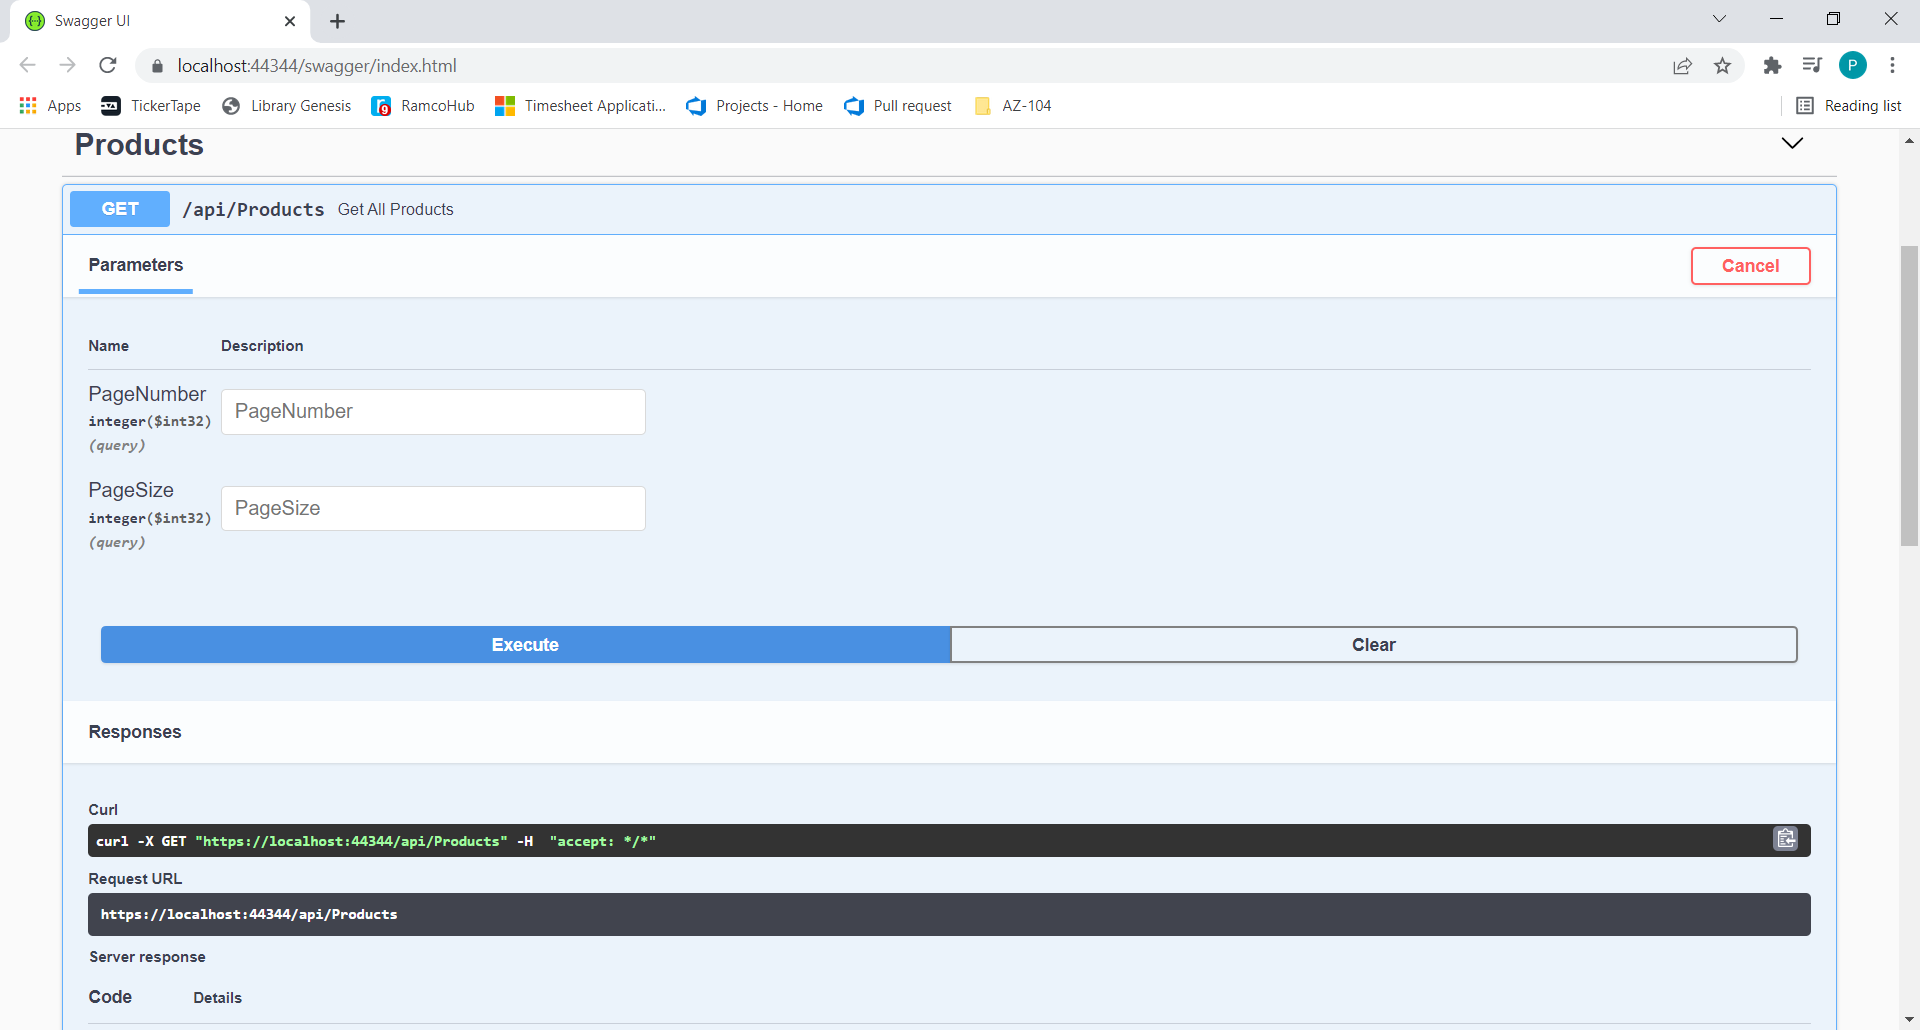 Swagger UI
localhost:44344/swagger/index.html
P
Apps
TickerTape
Library Genesis
RamcoHub
Timesheet Applicati...
Projects - Home
Pull request
AZ-104
Reading list
Products
GET /api/Products Get All Products
Parameters
Cancel
Name Description
PageNumber
integer($int32)
(query)
PageNumber
PageSize
integer($int32)
(query)
PageSize
Execute
Clear
Responses
Curl
curl -X GET "https://localhost:44344/api/Products" -H  "accept: */*"
Request URL
https://localhost:44344/api/Products
Server response
Code Details